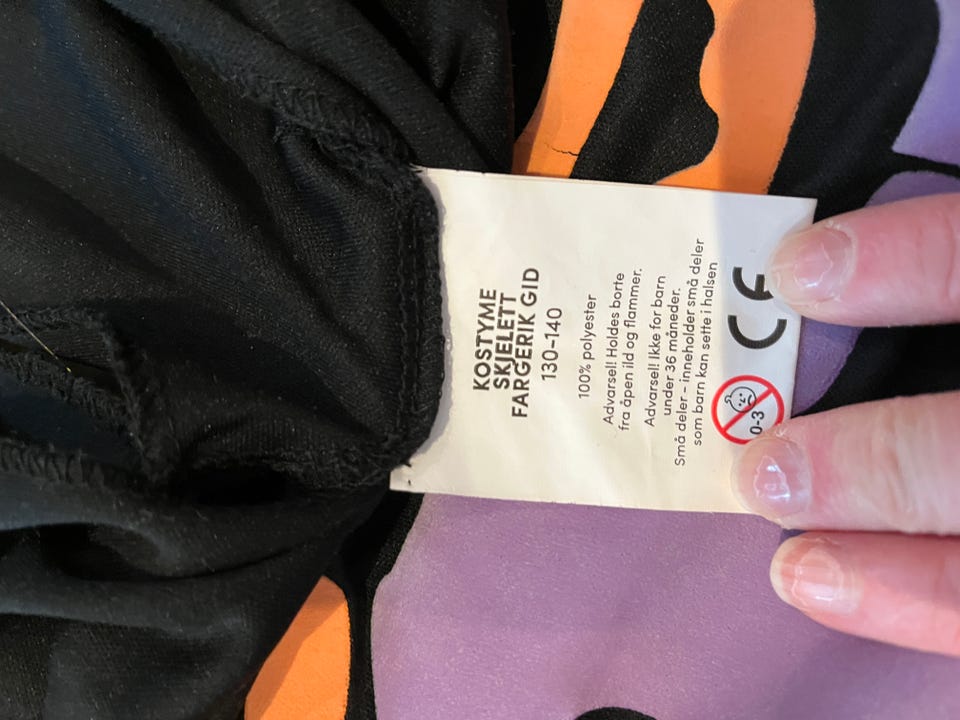 KOSTYME
SKJELETT
FARGERIK GID
130-140
100% polyester
Advarsel! Holdes borte
fra åpen ild og flammer.
Advarsel! Ikke for barn
under 36 måneder.
Små deler - inneholder små deler
som barn kan sette i halsen
0-3
CE